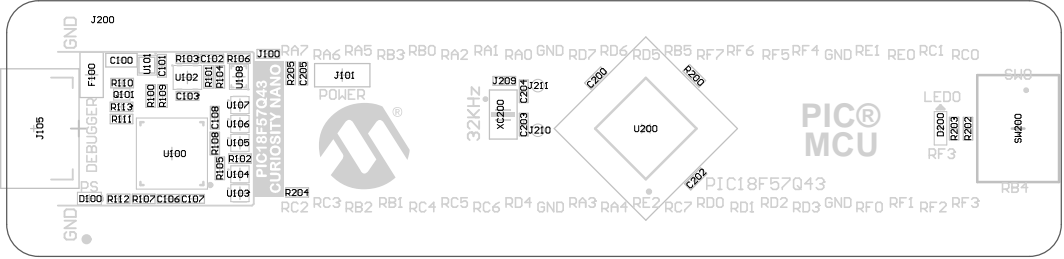 GND
J200
RA7 RA6 RA5 RB3 RB0 RA2 RA1 RA0 GND RD7 RD6 RD5 RB5 RF7 RF6 RF5 RF4 GND RE1 RE0 RC1 RC0
J100
F100 C100 U101 C101 R103 C102 R106
U102 R101 R104 U108 R205 C205 J101
POWER
R110
Q101
R113
R111
R100 R109 C103
J105
DEBUGGER
PS
U100
C108
R108
R105
U107
U106
U105
R102
U104
U103
PIC18F57Q43
CURIOSITY NANO
®
32KHz
J209
XC200
C204
C203
J211
J210
C200
R200
U200
C202
PIC®
MCU
PIC18F57Q43
LED0
D200
R203
R202
RF3
SW0
SW200
RB4
D100 R112 R107 C106 C107
R204
GND
RC2 RC3 RB2 RB1 RC4 RC5 RC6 RD4 GND RA3 RA4 RE2 RC7 RD0 RD1 RD2 RD3 GND RF0 RF1 RF2 RF3